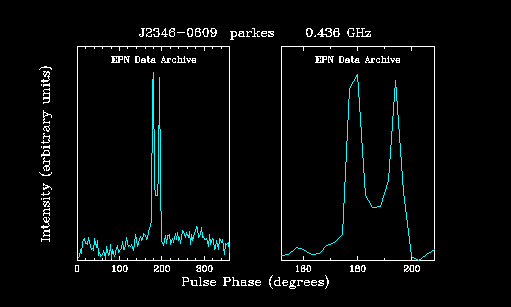 J2346-0609 parkes 0.436 GHz
EPN Data Archive EPN Data Archive
Intensity (arbitrary units)
0 100 200 300 160 180 200
Pulse Phase (degrees)